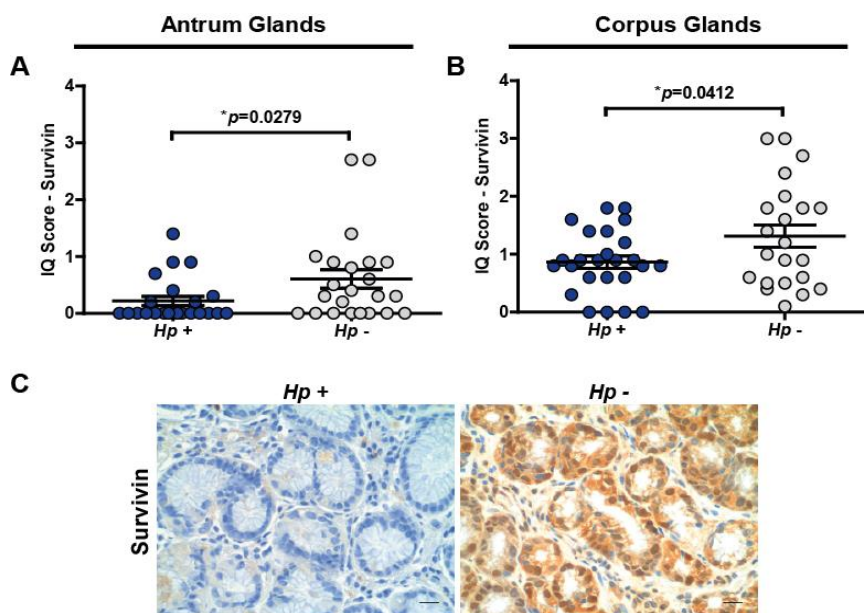 Antrum Glands
Corpus Glands
A
B
4
3
2
1
0
IQ Score - Survivin
*p=0.0279
Hp +
Hp -
4
3
2
1
0
IQ Score - Survivin
*p=0.0412
Hp +
Hp -
C
Hp +
Hp -
Survivin